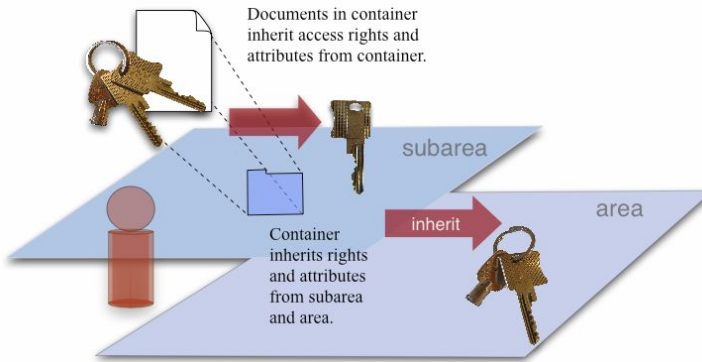 Documents in container
inherit access rights and
attributes from container.
subarea
area
inherit
Container
inherits rights
and attributes
from subarea
and area.